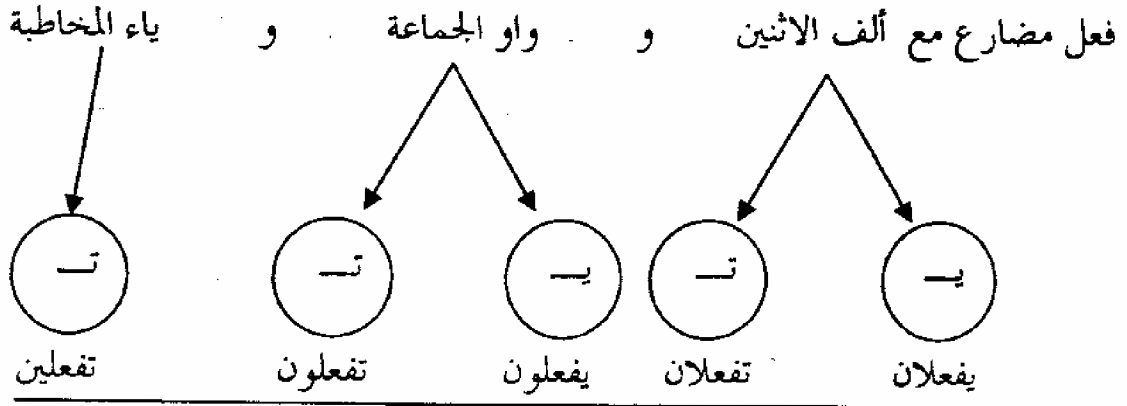 فعل مضارع مع ألف الاثنين و واو الجماعة و ياء المخاطبة
يـ تـ يـ تـ تـ
يفعلان تفعلان يفعلون تفعلون تفعلين